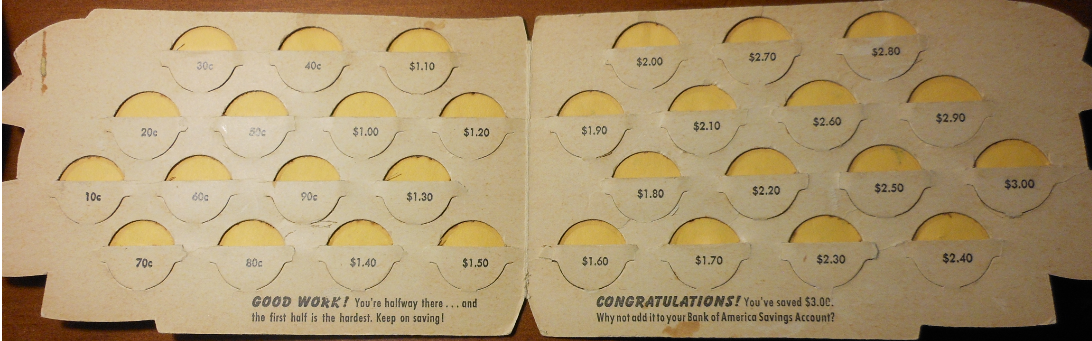 30c 40c $1.10
20c 50c $1.00 $1.20
10c 60c 90c $1.30
70c 80c $1.40 $1.50
GOOD WORK! You're halfway there . . . and
the first half is the hardest. Keep on saving!
$2.00 $2.70 $2.80
$1.90 $2.10 $2.60 $2.90
$1.80 $2.20 $2.50 $3.00
$1.60 $1.70 $2.30 $2.40
CONGRATULATIONS! You've saved $3.00.
Why not add it to your Bank of America Savings Account?